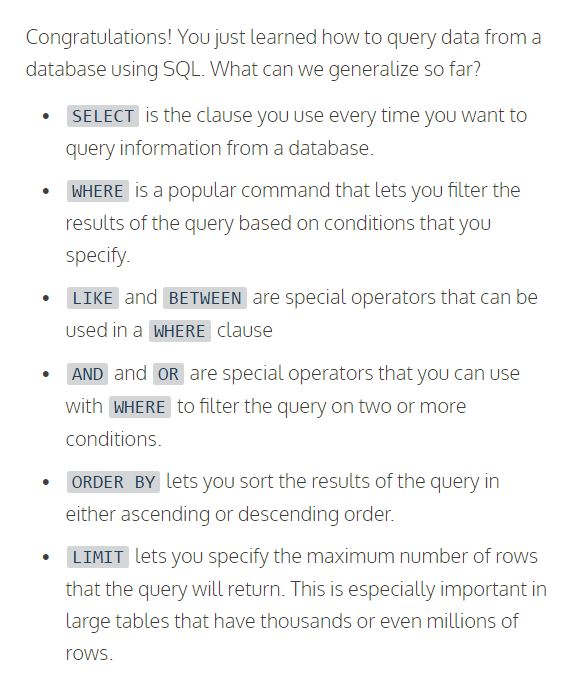 Congratulations! You just learned how to query data from a
database using SQL. What can we generalize so far?
• SELECT is the clause you use every time you want to
query information from a database.
• WHERE is a popular command that lets you filter the
results of the query based on conditions that you
specify.
• LIKE and BETWEEN are special operators that can be
used in a WHERE clause
• AND and OR are special operators that you can use
with WHERE to filter the query on two or more
conditions.
• ORDER BY lets you sort the results of the query in
either ascending or descending order.
• LIMIT lets you specify the maximum number of rows
that the query will return. This is especially important in
large tables that have thousands or even millions of
rows.